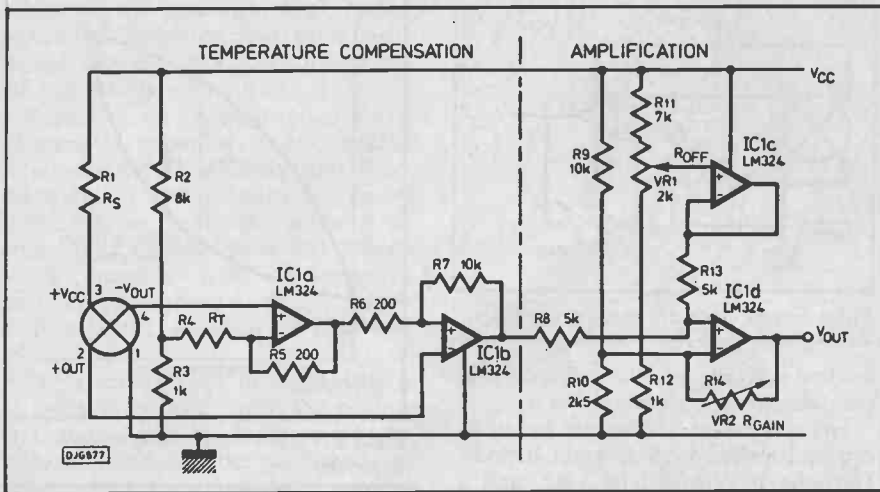 TEMPERATURE COMPENSATION
AMPLIFICATION
VCC
R1
RS
R2
8k
R9
10k
R11
7k
ROFF
VR1
2k
IC1c
LM324
+
-
R13
5k
+VCC 3
-VOUT
4
2
+OUT
1
R4 RT
R3
1k
IC1a
LM324
+
-
R5 200
R6 200
R7 10k
+
-
IC1b
LM324
R8 5k
IC1d
LM324
+
-
VOUT
R10
2k5
R12
1k
R14
VR2 RGAIN
DJG877